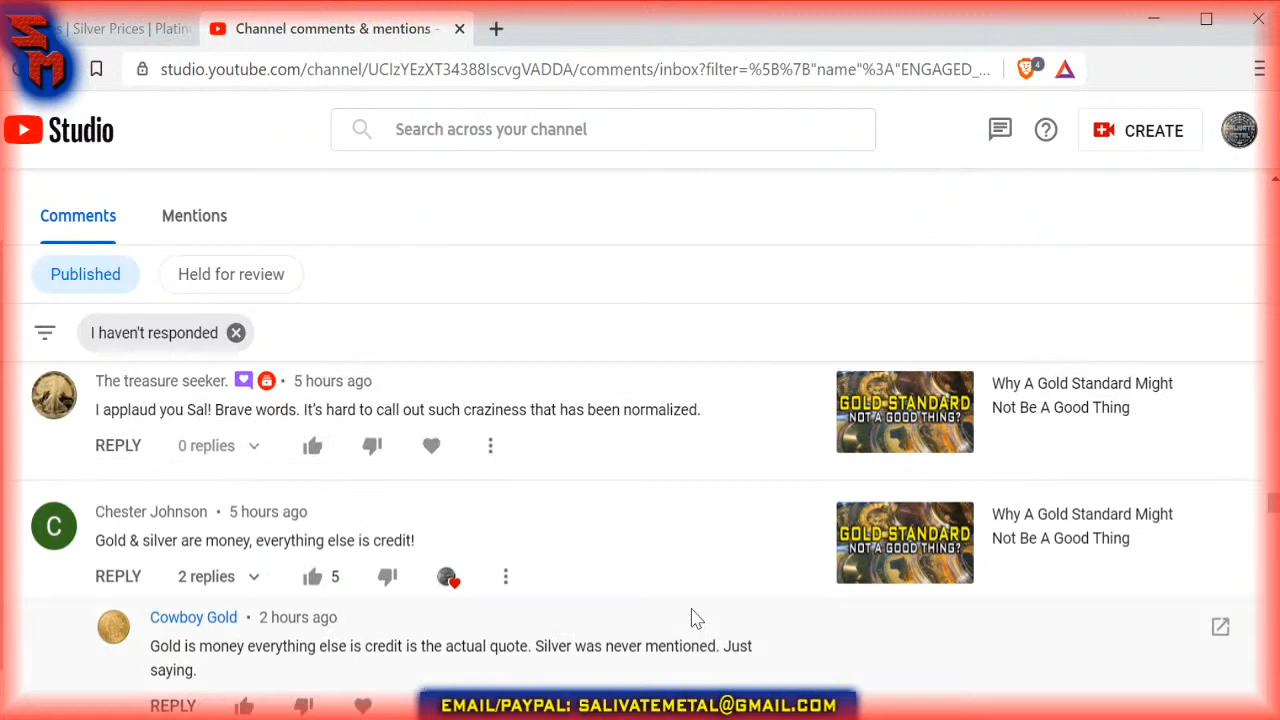 SM
s | Silver Prices | Platinu
Channel comments & mentions -
studio.youtube.com/channel/UClzYEzXT34388IscvgVADDA/comments/inbox?filter=%5B%7B"name"%3A"ENGAGED_...
4
Studio
Search across your channel
CREATE
SALIVATE
METAL
Comments
Mentions
Published
Held for review
I haven't responded
The treasure seeker. • 5 hours ago
I applaud you Sal! Brave words. It's hard to call out such craziness that has been normalized.
REPLY 0 replies
GOLD STANDARD
NOT A GOOD THING?
Why A Gold Standard Might
Not Be A Good Thing
C
Chester Johnson • 5 hours ago
Gold & silver are money, everything else is credit!
REPLY 2 replies 5
GOLD STANDARD
NOT A GOOD THING?
Why A Gold Standard Might
Not Be A Good Thing
Cowboy Gold • 2 hours ago
Gold is money everything else is credit is the actual quote. Silver was never mentioned. Just
saying.
REPLY
EMAIL/PAYPAL: SALIVATEMETAL@GMAIL.COM